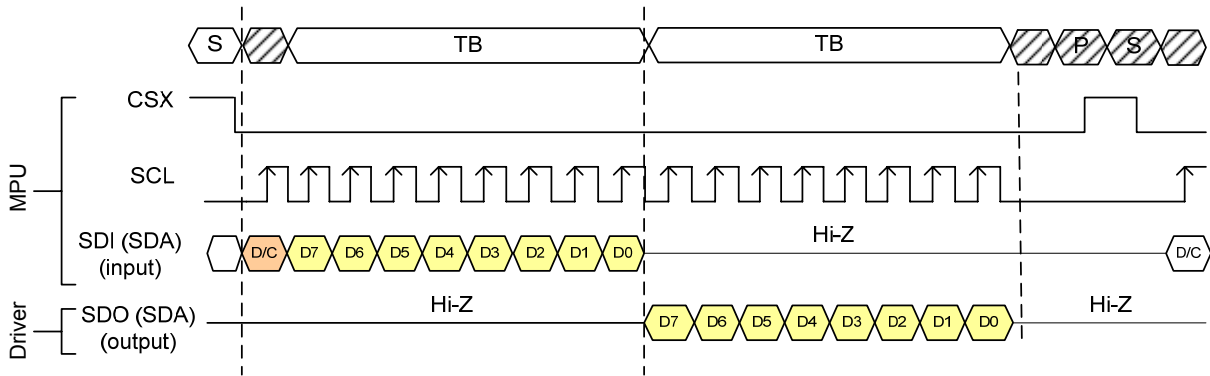 S TB TB P S
CSX
SCL
MPU
SDI (SDA)
(input)
D/C D7 D6 D5 D4 D3 D2 D1 D0 Hi-Z D/C
Driver
SDO (SDA)
(output)
Hi-Z D7 D6 D5 D4 D3 D2 D1 D0 Hi-Z